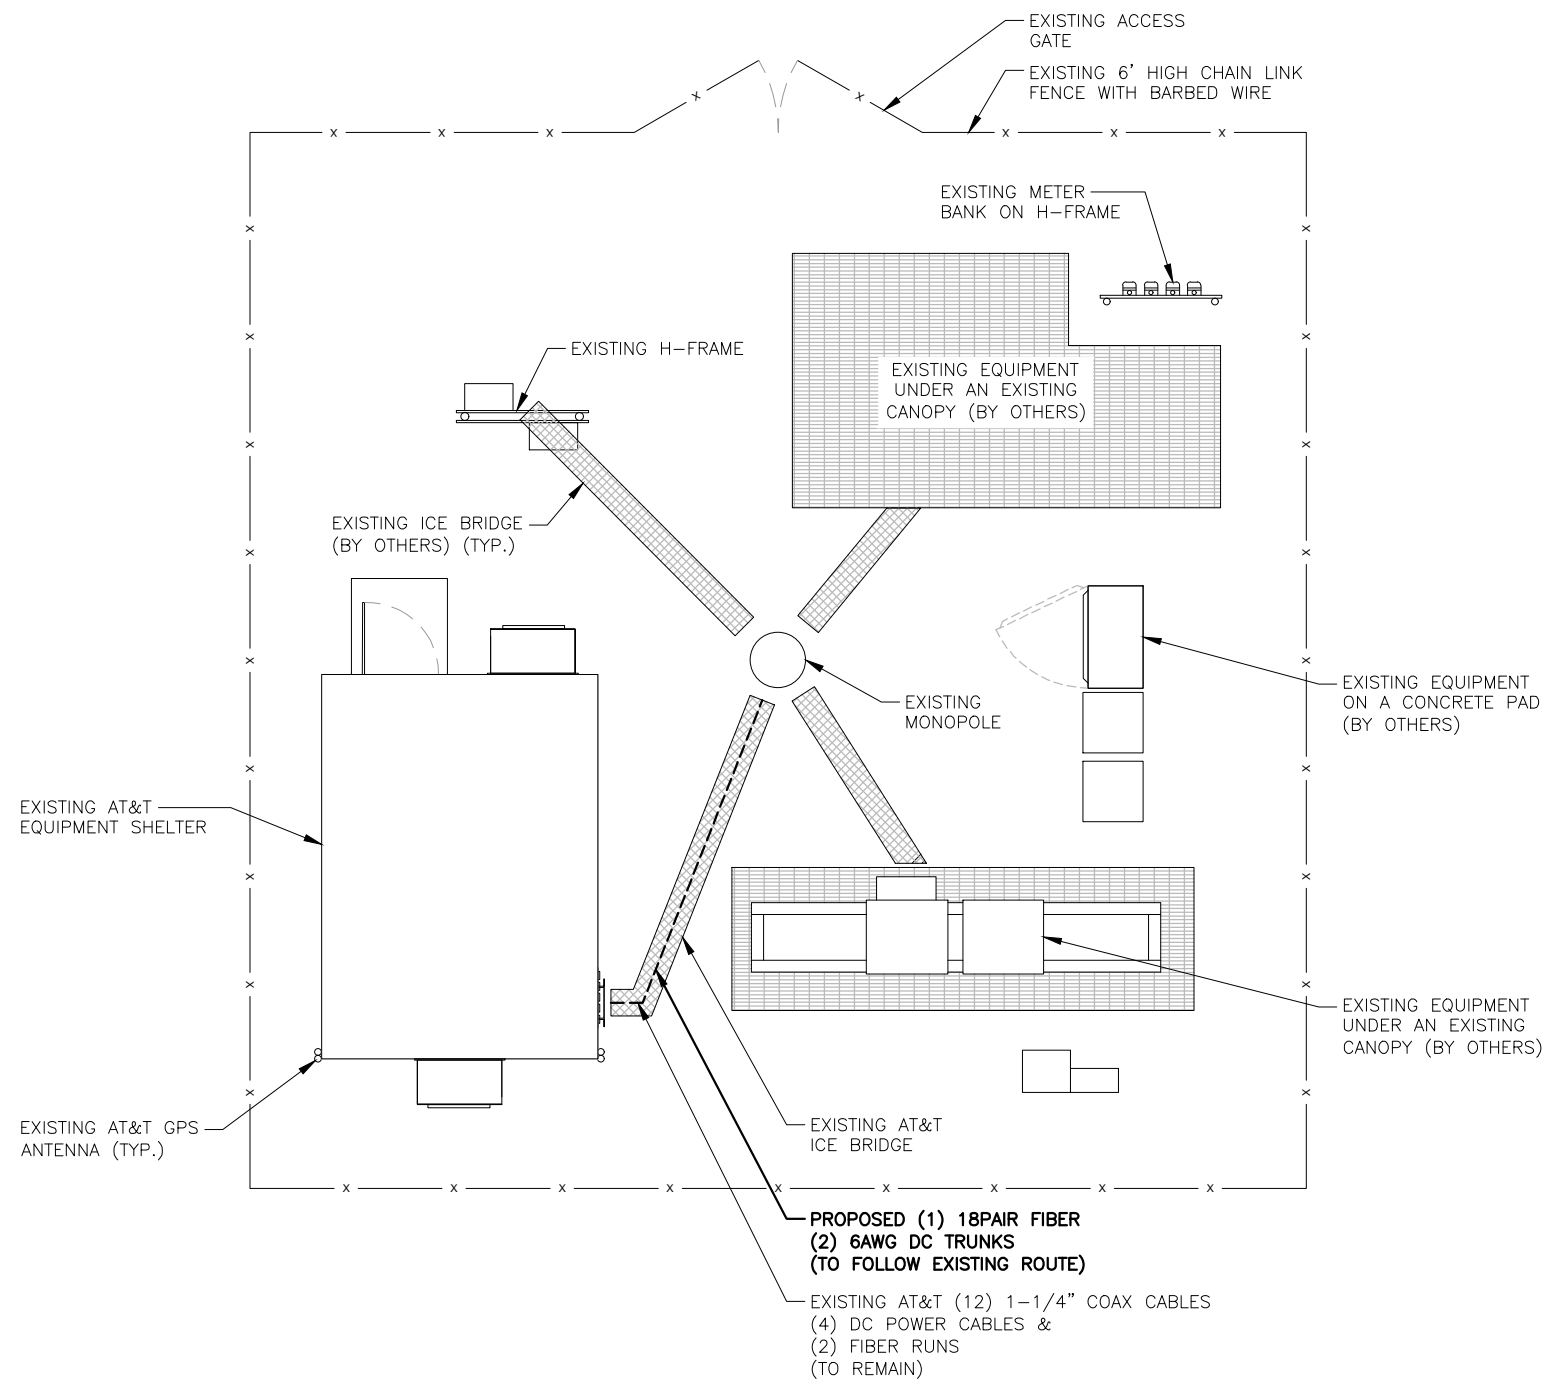 EXISTING ACCESS
GATE
EXISTING 6' HIGH CHAIN LINK
FENCE WITH BARBED WIRE
EXISTING METER
BANK ON H-FRAME
EXISTING H-FRAME
EXISTING EQUIPMENT
UNDER AN EXISTING
CANOPY (BY OTHERS)
EXISTING ICE BRIDGE
(BY OTHERS) (TYP.)
EXISTING
MONOPOLE
EXISTING EQUIPMENT
ON A CONCRETE PAD
(BY OTHERS)
EXISTING AT&T
EQUIPMENT SHELTER
EXISTING EQUIPMENT
UNDER AN EXISTING
CANOPY (BY OTHERS)
EXISTING AT&T GPS
ANTENNA (TYP.)
EXISTING AT&T
ICE BRIDGE
PROPOSED (1) 18PAIR FIBER
(2) 6AWG DC TRUNKS
(TO FOLLOW EXISTING ROUTE)
EXISTING AT&T (12) 1-1/4" COAX CABLES
(4) DC POWER CABLES &
(2) FIBER RUNS
(TO REMAIN)